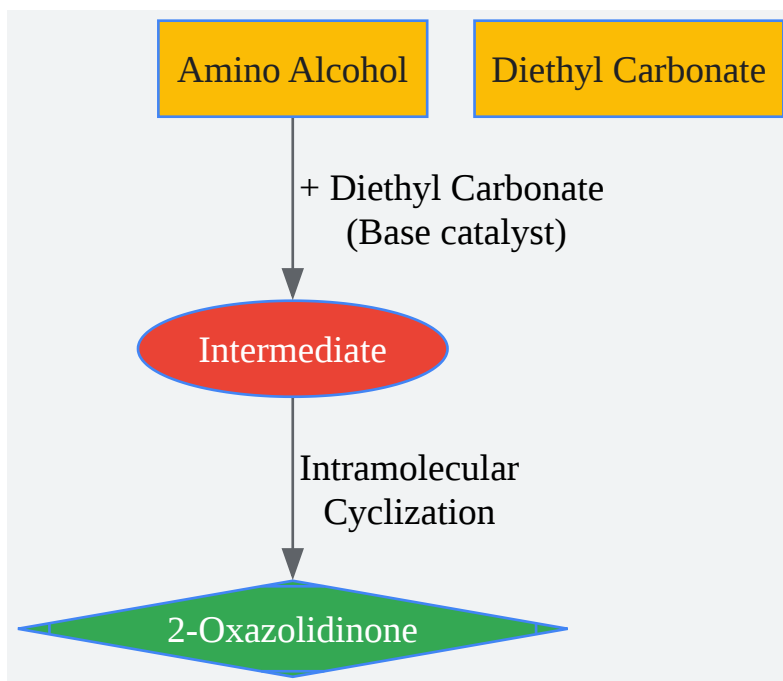 Amino Alcohol
Diethyl Carbonate
+ Diethyl Carbonate
(Base catalyst)
Intermediate
Intramolecular
Cyclization
2-Oxazolidinone